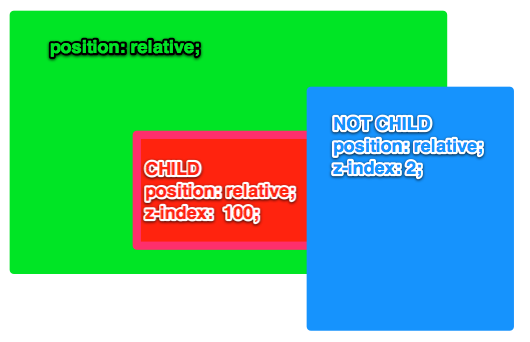 position: relative;
NOT CHILD
position: relative;
z-index: 2;
CHILD
position: relative;
z-index:  100;